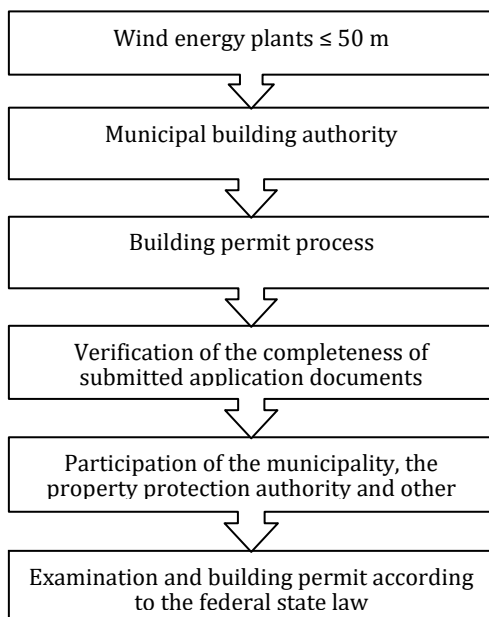 Wind energy plants ≤ 50 m
Municipal building authority
Building permit process
Verification of the completeness of
submitted application documents
Participation of the municipality, the
property protection authority and other
Examination and building permit according
to the federal state law